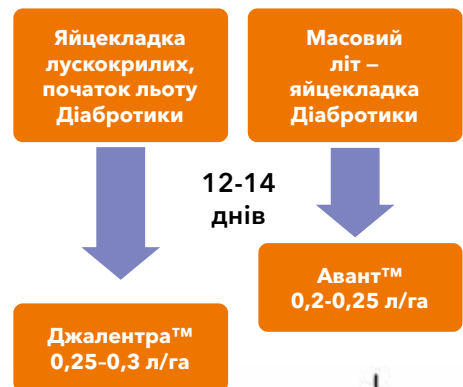 Яйцекладка
лускокрилих,
початок льоту
Діабротики
Масовий
літ –
яйцекладка
Діабротики
12-14
днів
Авант™
0,2-0,25 л/га
Джалентра™
0,25-0,3 л/га